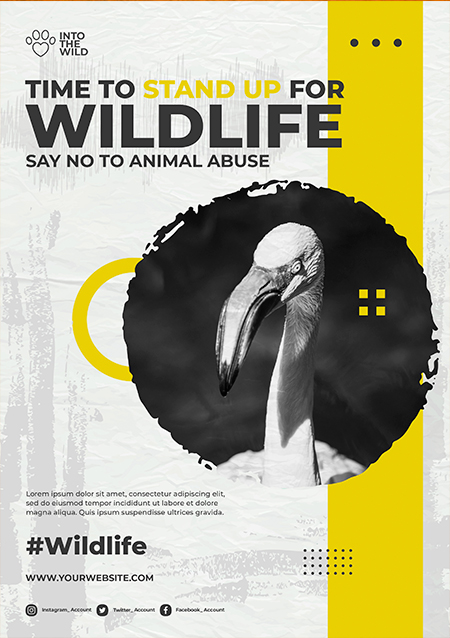 INTO
THE
WILD
TIME TO STAND UP FOR
WILDLIFE
SAY NO TO ANIMAL ABUSE
Lorem ipsum dolor sit amet, consectetur adipiscing elit,
sed do eiusmod tempor incididunt ut labore et dolore
magna aliqua. Quis ipsum suspendisse ultrices gravida.
#Wildlife
WWW.YOURWEBSITE.COM
Instagram_Account Twitter_Account Facebook_Account